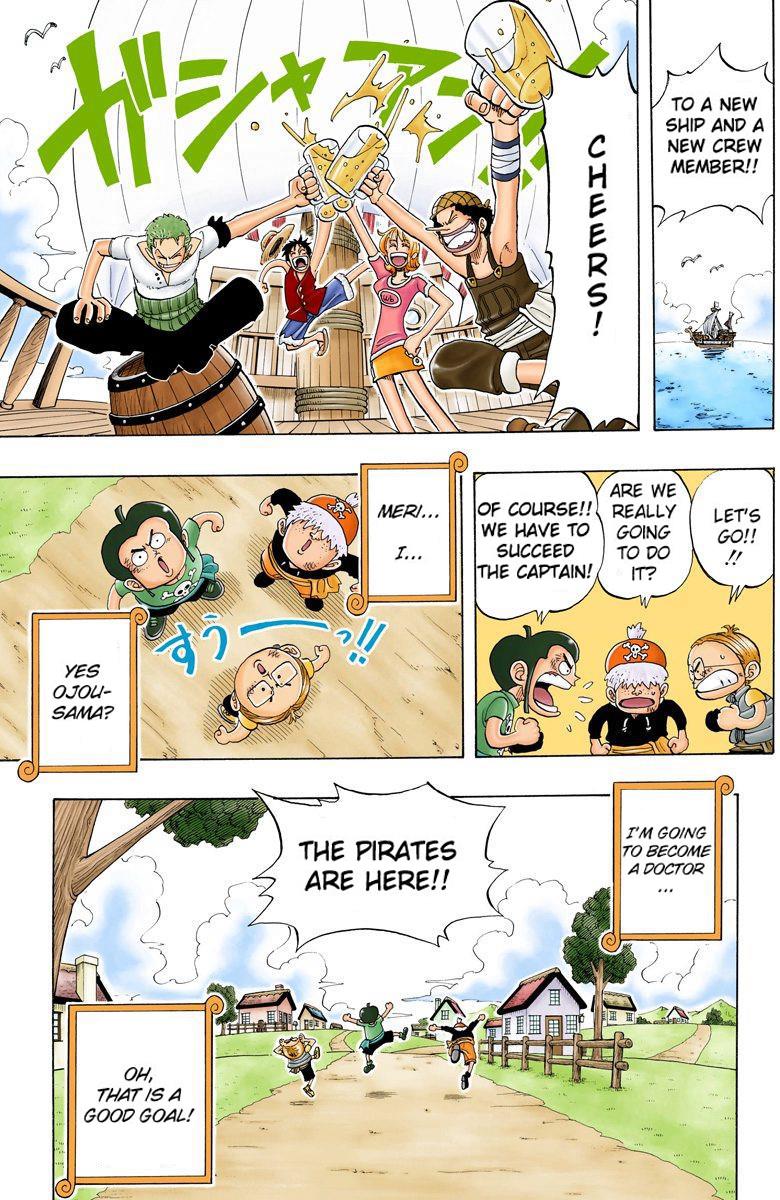 TO A NEW
SHIP AND A
NEW CREW
MEMBER!!
CHEERS!
ガシャアン!!
Wb
LET'S
GO!!
!!
ARE WE
REALLY
GOING
TO DO
IT?
OF COURSE!!
WE HAVE TO
SUCCEED
THE CAPTAIN!
MERI...
I...
すぅーっ!!
YES
OJOU-
SAMA?
I'M GOING
TO BECOME
A DOCTOR
...
THE PIRATES
ARE HERE!!
OH,
THAT IS A
GOOD GOAL!